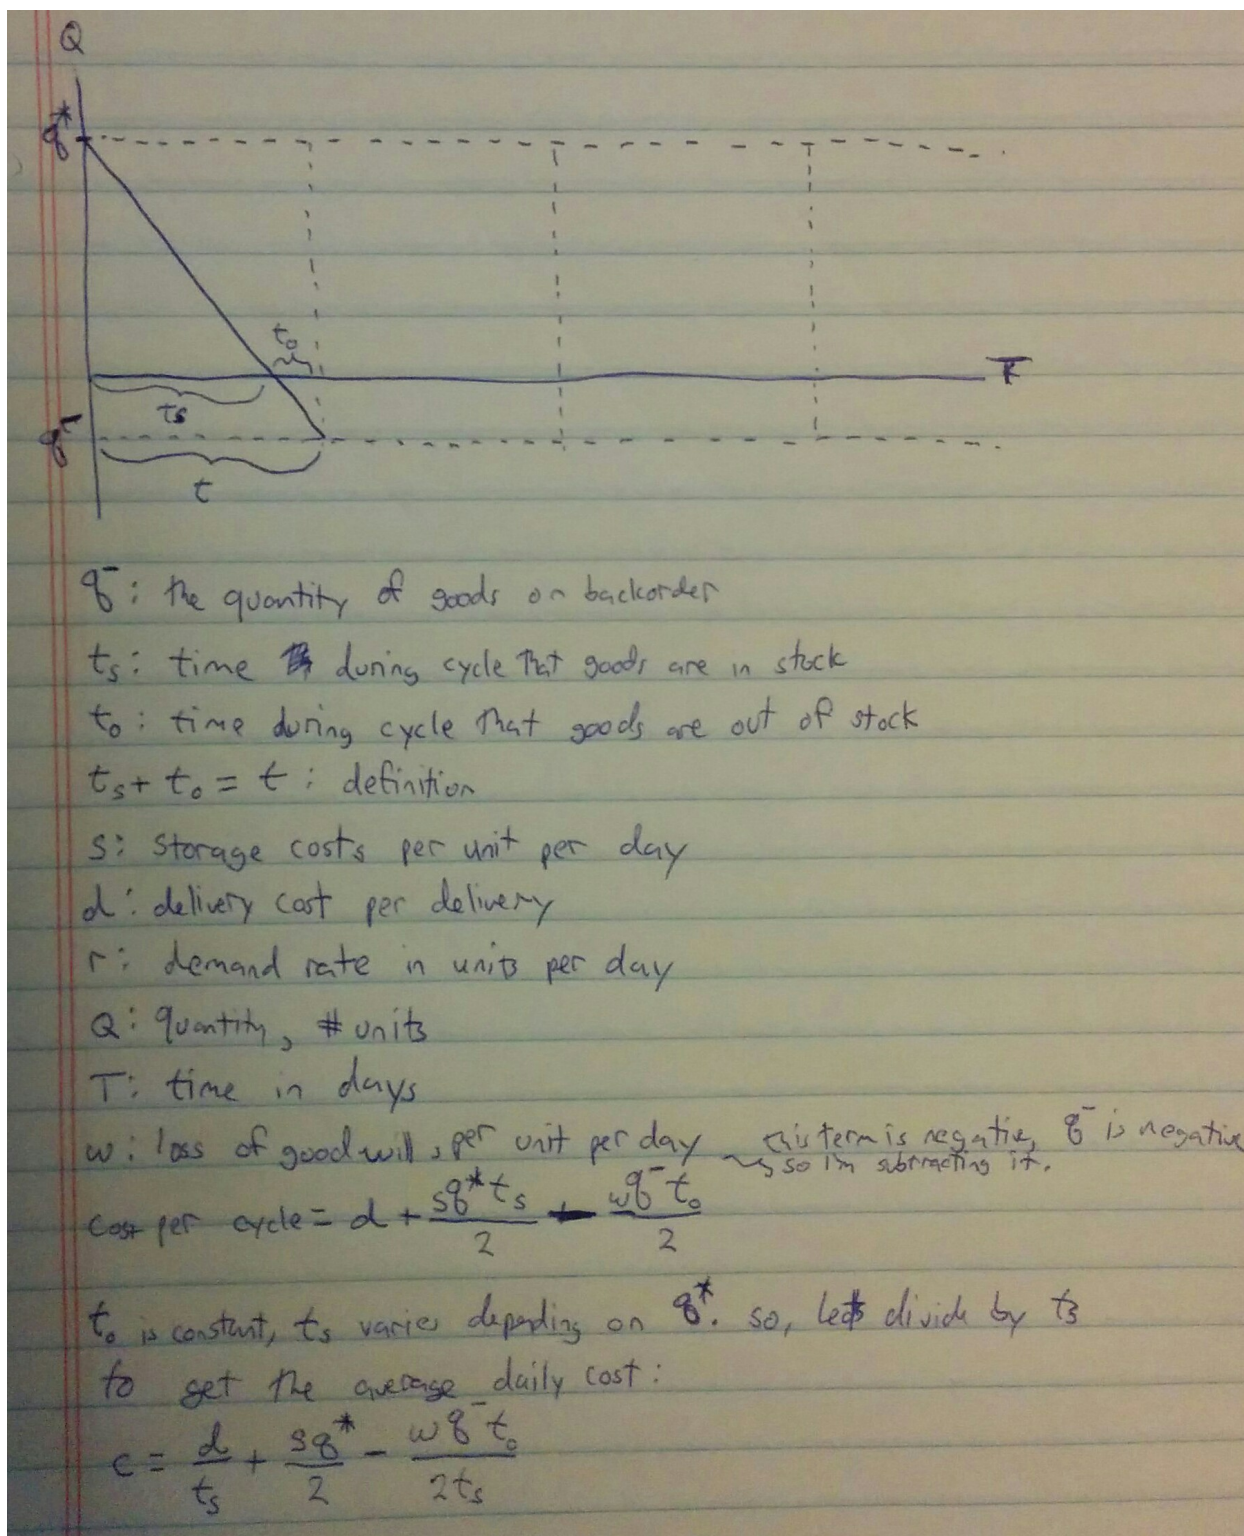 Q
q*
t₀
T
tₛ
q⁻
t
q⁻: the quantity of goods on backorder
tₛ: time during cycle that goods are in stock
t₀: time during cycle that goods are out of stock
tₛ + t₀ = t : definition
s: storage costs per unit per day
d: delivery cost per delivery
r: demand rate in units per day
Q: quantity, # units
T: time in days
w: loss of goodwill, per unit per day
this term is negative, q⁻ is negative
so I'm subtracting it.
cost per cycle = d + sq*tₛ/2 - wq⁻t₀/2
t₀ is constant, tₛ varies depending on q*. so, lets divide by tₛ
to get the average daily cost:
c = d/tₛ + sq*/2 - wq⁻t₀/2tₛ